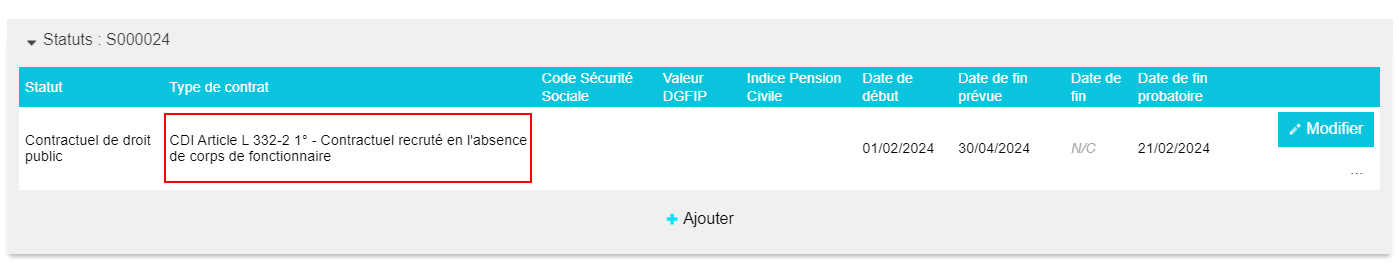 Statuts : S000024
Statut
Type de contrat
Code Sécurité
Sociale
Valeur
DGFIP
Indice Pension
Civile
Date de
début
Date de fin
prévue
Date de
fin
Date de fin
probatoire
Contractuel de droit
public
CDI Article L 332-2 1° - Contractuel recruté en l'absence
de corps de fonctionnaire
01/02/2024
30/04/2024
N/C
21/02/2024
Modifier
...
Ajouter